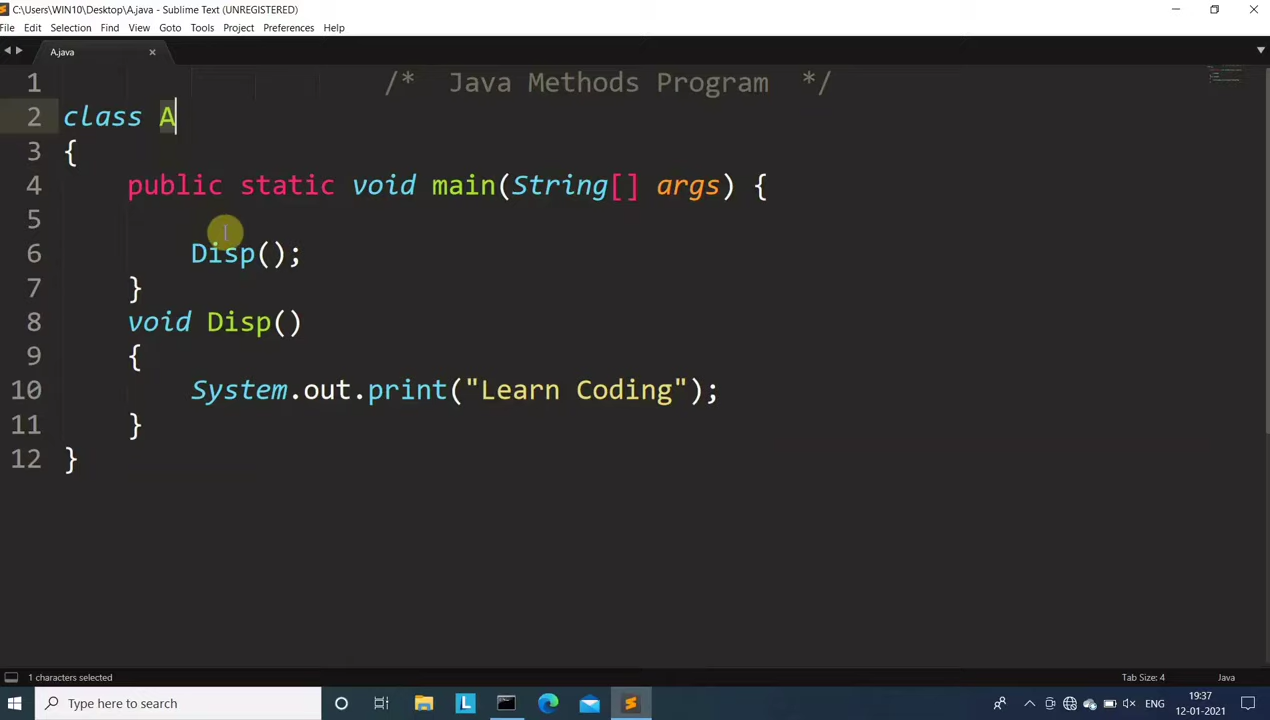 C:\Users\WIN10\Desktop\A.java - Sublime Text (UNREGISTERED)
File Edit Selection Find View Goto Tools Project Preferences Help
A.java
1 /* Java Methods Program */
2 class A
3 {
4 public static void main(String[] args) {
5
6 Disp();
7 }
8 void Disp()
9 {
10 System.out.print("Learn Coding");
11 }
12 }
1 characters selected Tab Size: 4 Java
Type here to search L ENG 19:37
12-01-2021